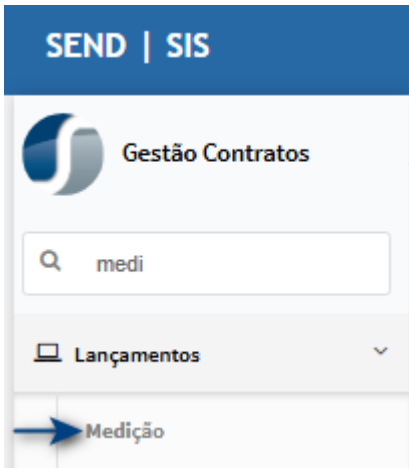 SEND | SIS
Gestão Contratos
medi
Lançamentos
Medição